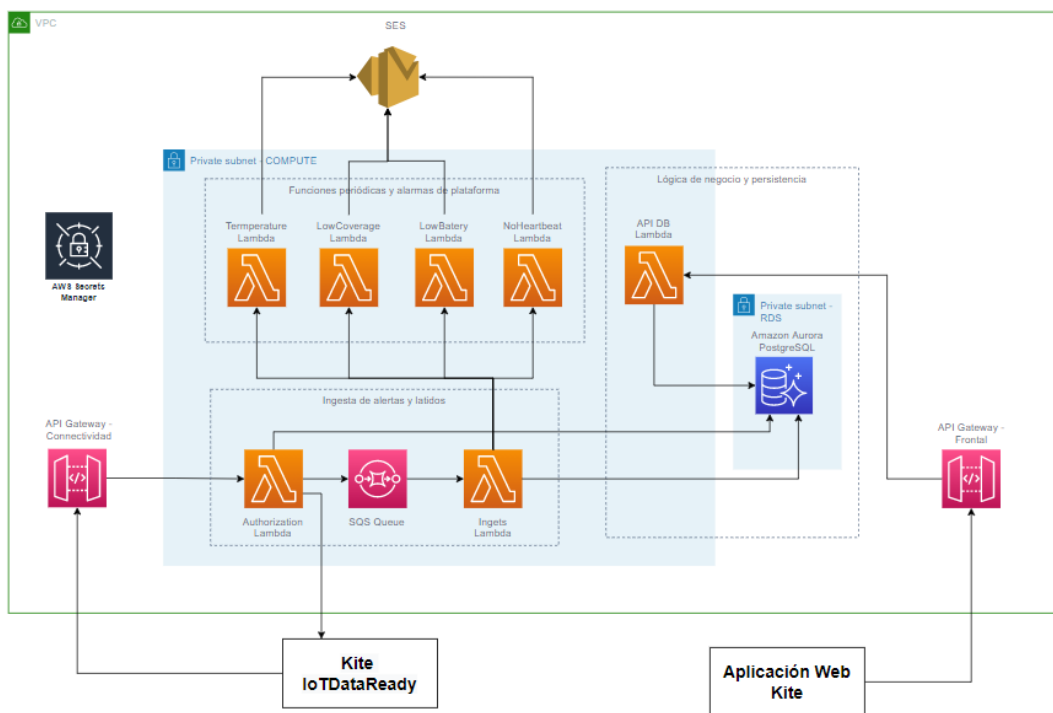 VPC
SES
Private subnet - COMPUTE
Funciones periódicas y alarmas de plataforma
Termperature
Lambda
LowCoverage
Lambda
LowBatery
Lambda
NoHeartbeat
Lambda
Lógica de negocio y persistencia
API DB
Lambda
AWS Secrets
Manager
Private subnet -
RDS
Amazon Aurora
PostgreSQL
Ingesta de alertas y latidos
API Gateway -
Connectividad
Authorization
Lambda
SQS Queue
Ingets
Lambda
API Gateway -
Frontal
Kite
IoTDataReady
Aplicación Web
Kite